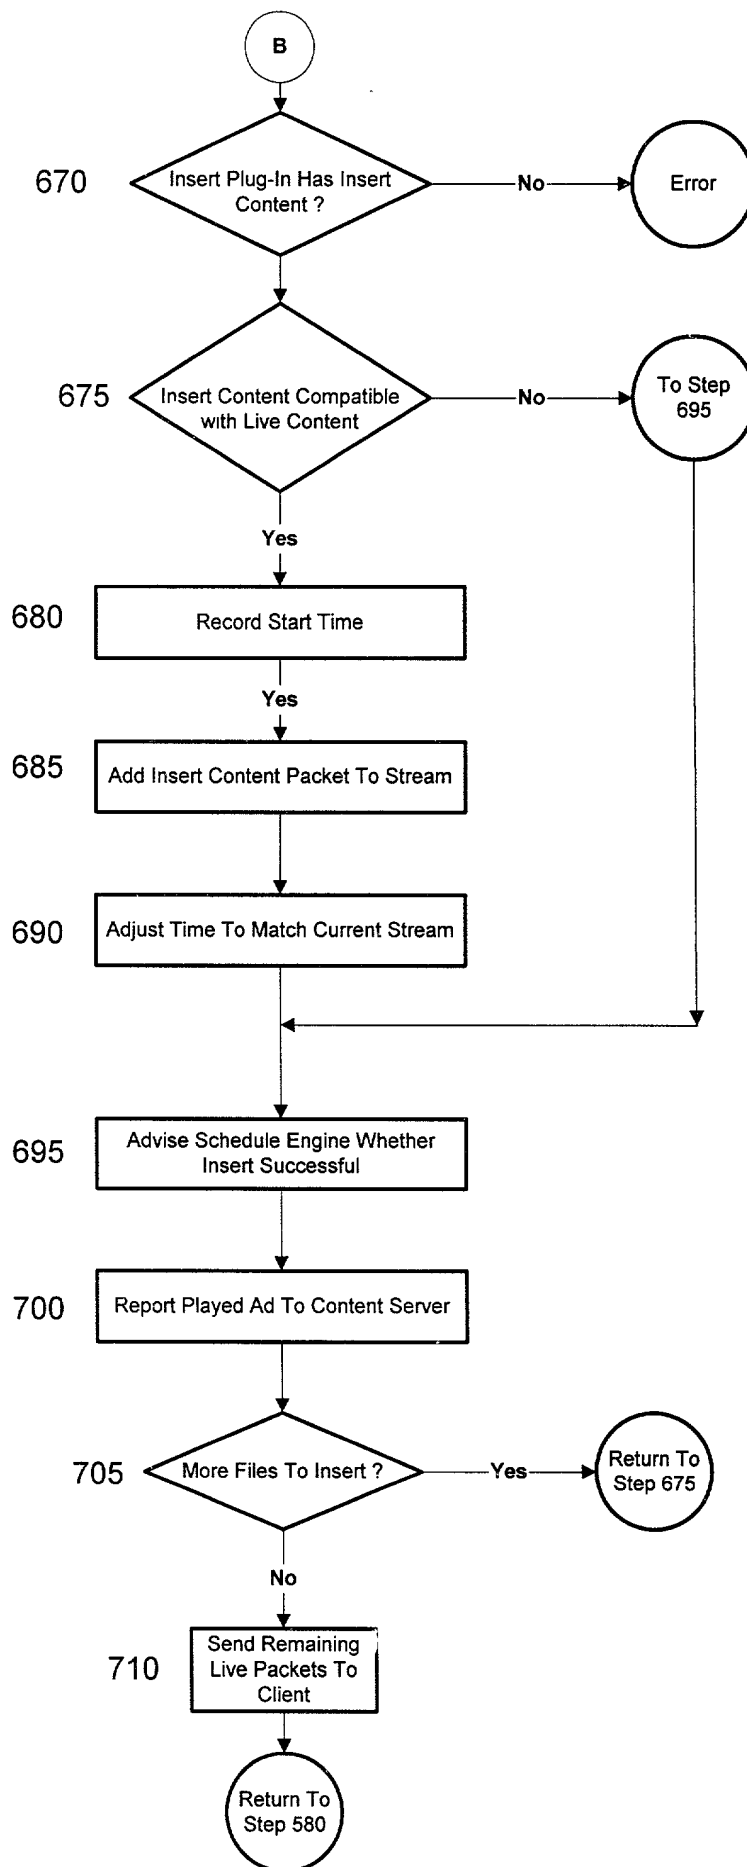 B
670
Insert Plug-In Has Insert
Content ?
No
Error
675
Insert Content Compatible
with Live Content
No
To Step
695
Yes
680
Record Start Time
Yes
685
Add Insert Content Packet To Stream
690
Adjust Time To Match Current Stream
695
Advise Schedule Engine Whether
Insert Successful
700
Report Played Ad To Content Server
705
More Files To Insert ?
Yes
Return To
Step 675
No
710
Send Remaining
Live Packets To
Client
Return To
Step 580